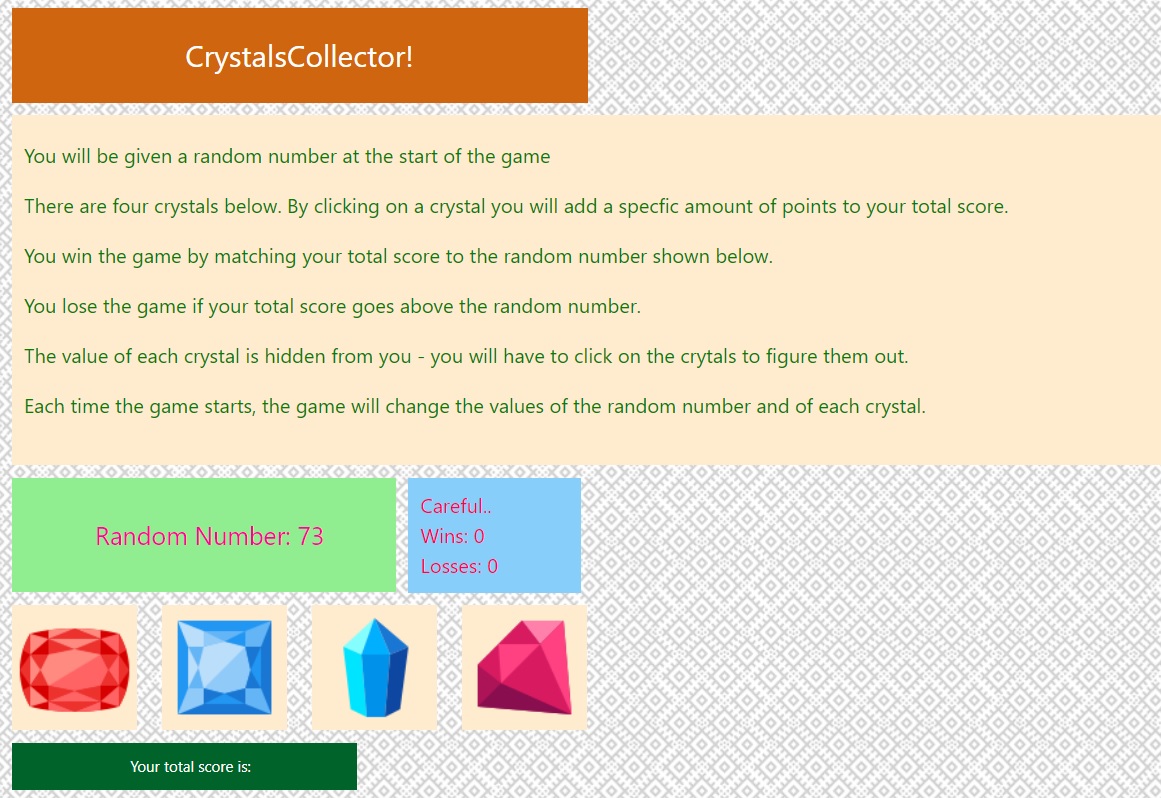 CrystalsCollector!
You will be given a random number at the start of the game
There are four crystals below. By clicking on a crystal you will add a specfic amount of points to your total score.
You win the game by matching your total score to the random number shown below.
You lose the game if your total score goes above the random number.
The value of each crystal is hidden from you - you will have to click on the crytals to figure them out.
Each time the game starts, the game will change the values of the random number and of each crystal.
Random Number: 73
Careful..
Wins: 0
Losses: 0
Your total score is: